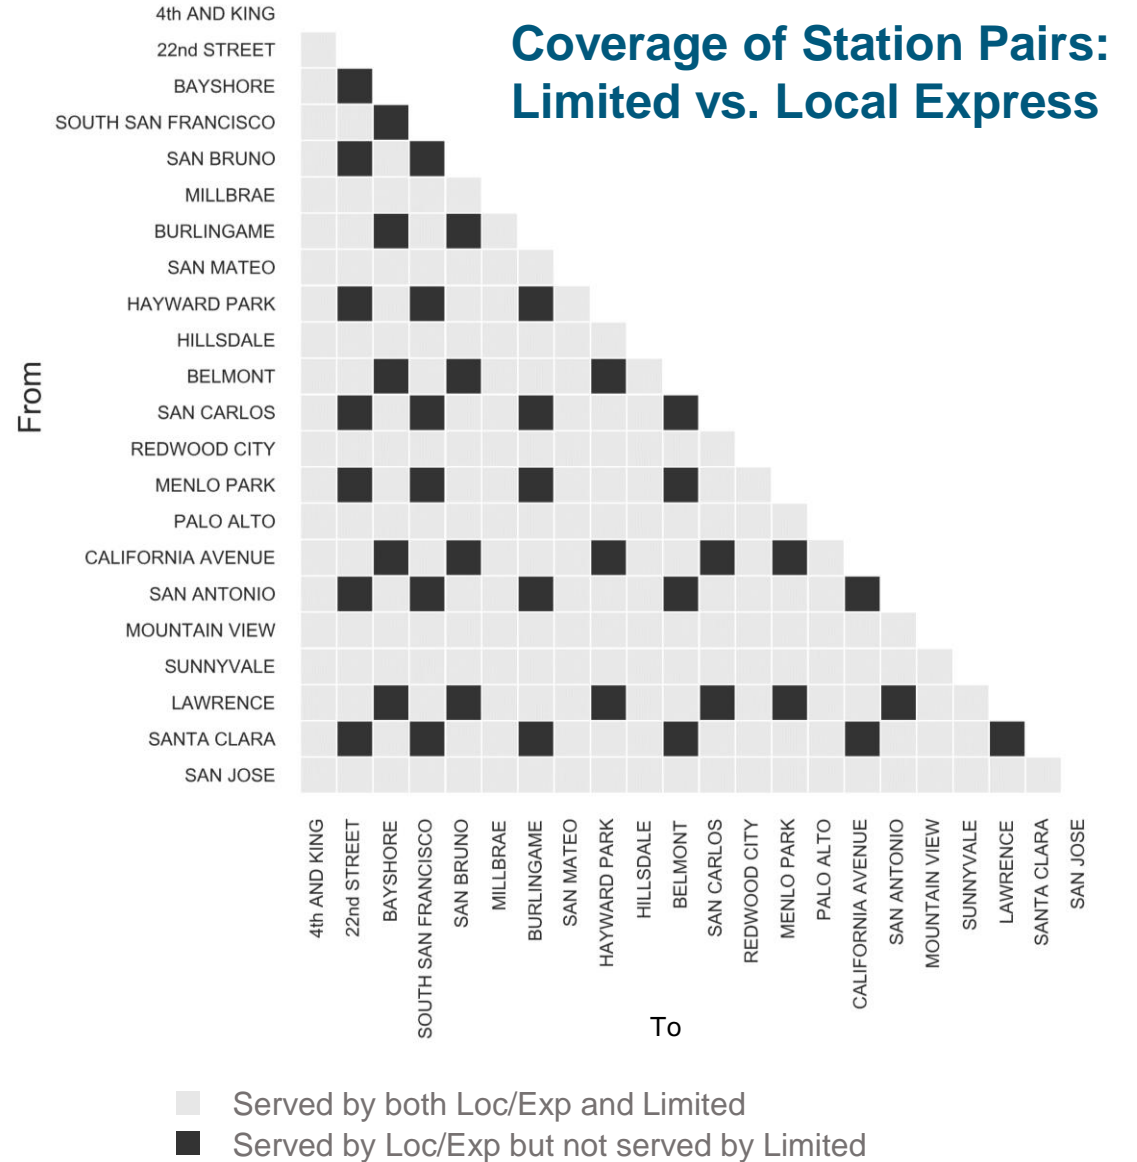 Coverage of Station Pairs:
Limited vs. Local Express
4th AND KING
22nd STREET
BAYSHORE
SOUTH SAN FRANCISCO
SAN BRUNO
MILLBRAE
BURLINGAME
SAN MATEO
HAYWARD PARK
HILLSDALE
BELMONT
SAN CARLOS
REDWOOD CITY
MENLO PARK
PALO ALTO
CALIFORNIA AVENUE
SAN ANTONIO
MOUNTAIN VIEW
SUNNYVALE
LAWRENCE
SANTA CLARA
SAN JOSE
From
4th AND KING
22nd STREET
BAYSHORE
SOUTH SAN FRANCISCO
SAN BRUNO
MILLBRAE
BURLINGAME
SAN MATEO
HAYWARD PARK
HILLSDALE
BELMONT
SAN CARLOS
REDWOOD CITY
MENLO PARK
PALO ALTO
CALIFORNIA AVENUE
SAN ANTONIO
MOUNTAIN VIEW
SUNNYVALE
LAWRENCE
SANTA CLARA
SAN JOSE
To
Served by both Loc/Exp and Limited
Served by Loc/Exp but not served by Limited